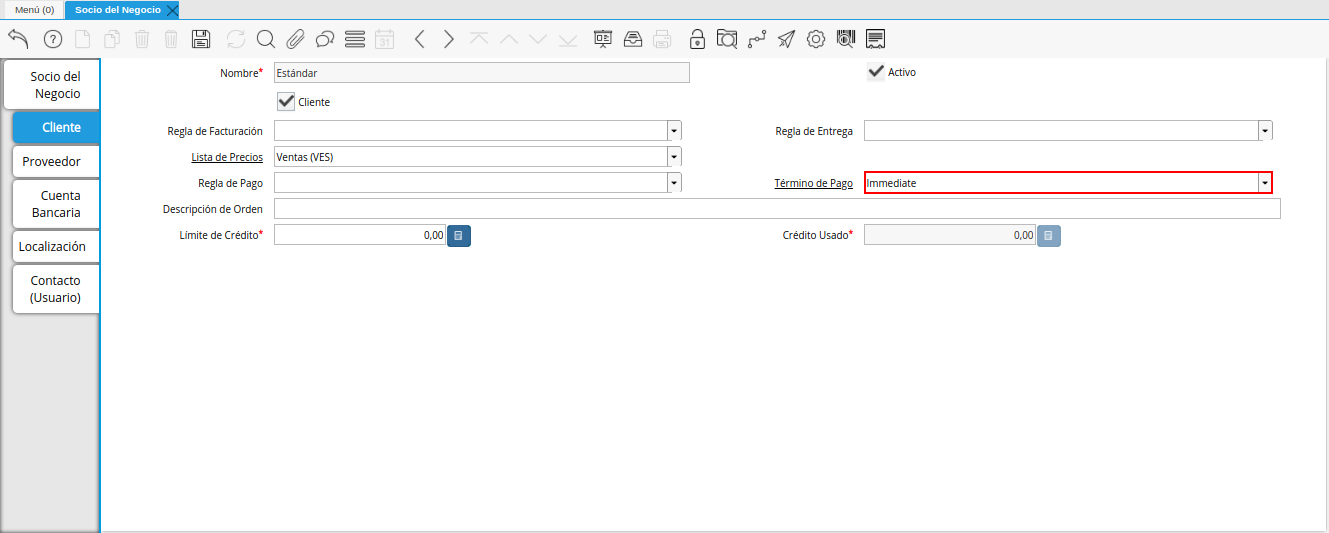 Menú (0)
Socio del Negocio
31
Socio del
Negocio
Cliente
Proveedor
Cuenta
Bancaria
Localización
Contacto
(Usuario)
Nombre*
Estándar
Activo
Cliente
Regla de Facturación
Regla de Entrega
Lista de Precios
Ventas (VES)
Regla de Pago
Término de Pago
Immediate
Descripción de Orden
Límite de Crédito*
0,00
Crédito Usado*
0,00